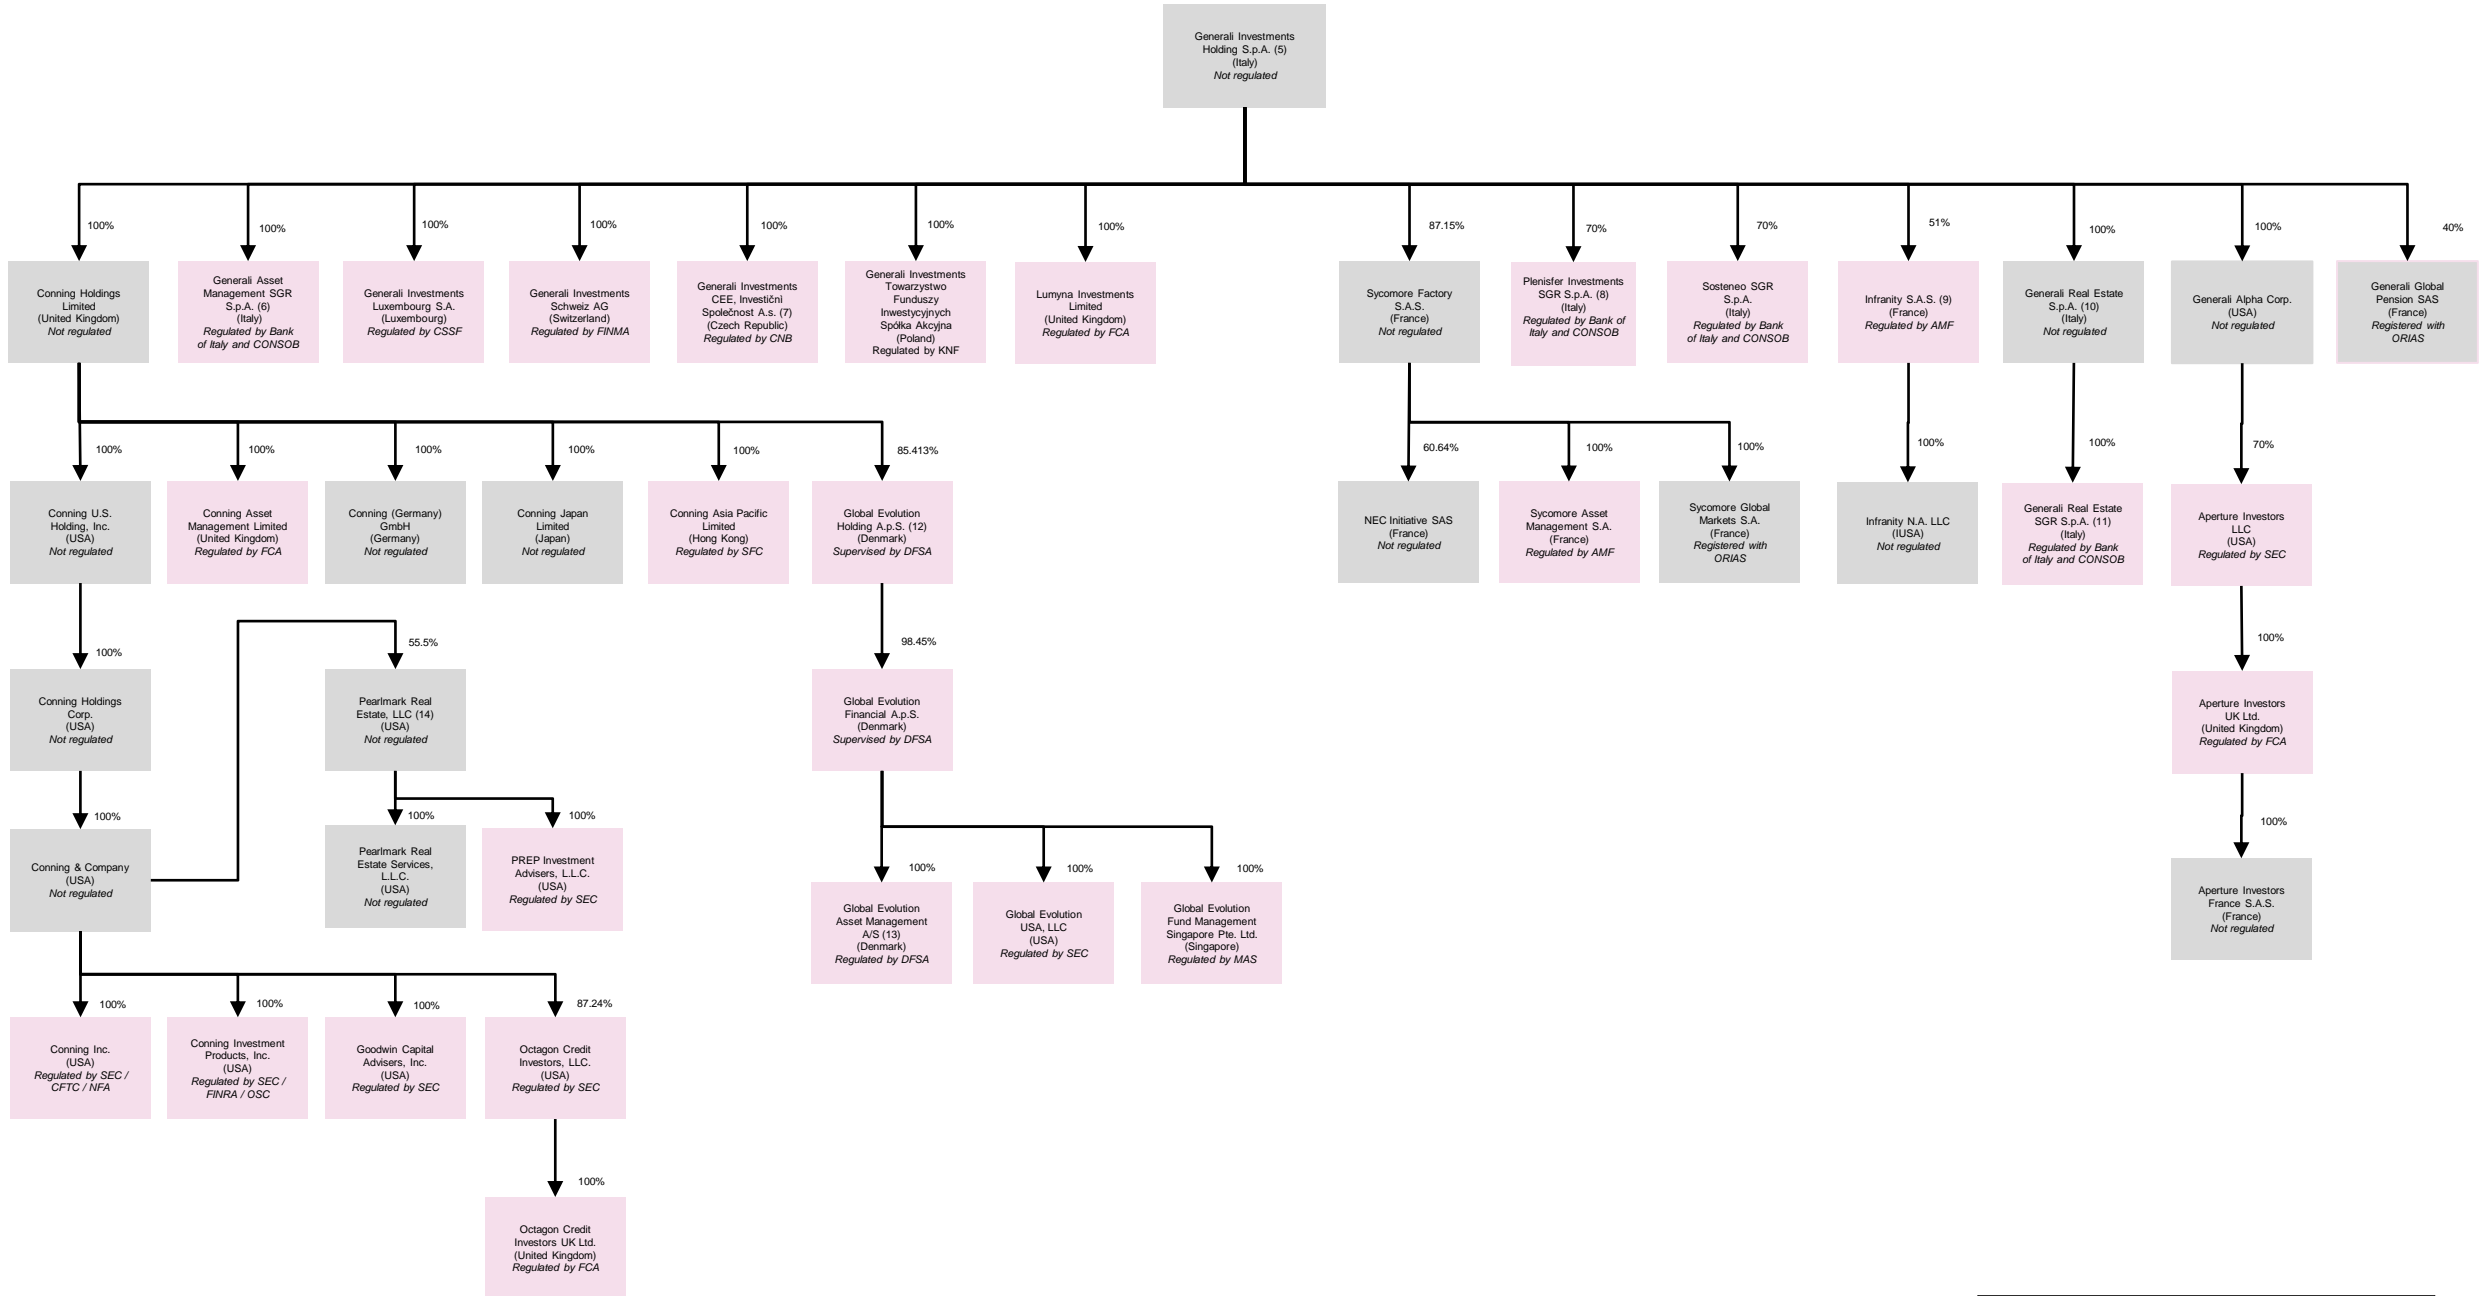 Generali Investments
Holding S.p.A. (5)
(Italy)
Not regulated
100%
100%
100%
100%
100%
100%
100%
87.15%
70%
70%
51%
100%
100%
40%
Conning Holdings
Limited
(United Kingdom)
Not regulated
Generali Asset
Management SGR
S.p.A. (6)
(Italy)
Regulated by Bank
of Italy and CONSOB
Generali Investments
Luxembourg S.A.
(Luxembourg)
Regulated by CSSF
Generali Investments
Schweiz AG
(Switzerland)
Regulated by FINMA
Generali Investments
CEE, Investiční
Společnost A.s. (7)
(Czech Republic)
Regulated by CNB
Generali Investments
Towarzystwo
Funduszy
Inwestycyjnych
Spółka Akcyjna
(Poland)
Regulated by KNF
Lumyna Investments
Limited
(United Kingdom)
Regulated by FCA
Sycomore Factory
S.A.S.
(France)
Not regulated
Plenisfer Investments
SGR S.p.A. (8)
(Italy)
Regulated by Bank of
Italy and CONSOB
Sosteneo SGR
S.p.A.
(Italy)
Regulated by Bank
of Italy and CONSOB
Infranity S.A.S. (9)
(France)
Regulated by AMF
Generali Real Estate
S.p.A. (10)
(Italy)
Not regulated
Generali Alpha Corp.
(USA)
Not regulated
Generali Global
Pension SAS
(France)
Registered with
ORIAS
100%
100%
100%
100%
100%
85.413%
60.64%
100%
100%
100%
100%
70%
Conning U.S.
Holding, Inc.
(USA)
Not regulated
Conning Asset
Management Limited
(United Kingdom)
Regulated by FCA
Conning (Germany)
GmbH
(Germany)
Not regulated
Conning Japan
Limited
(Japan)
Not regulated
Conning Asia Pacific
Limited
(Hong Kong)
Regulated by SFC
Global Evolution
Holding A.p.S. (12)
(Denmark)
Supervised by DFSA
NEC Initiative SAS
(France)
Not regulated
Sycomore Asset
Management S.A.
(France)
Regulated by AMF
Sycomore Global
Markets S.A.
(France)
Registered with
ORIAS
Infranity N.A. LLC
(IUSA)
Not regulated
Generali Real Estate
SGR S.p.A. (11)
(Italy)
Regulated by Bank
of Italy and CONSOB
Aperture Investors
LLC
(USA)
Regulated by SEC
100%
55.5%
98.45%
100%
Conning Holdings
Corp.
(USA)
Not regulated
Pearlmark Real
Estate, LLC (14)
(USA)
Not regulated
Global Evolution
Financial A.p.S.
(Denmark)
Supervised by DFSA
Aperture Investors
UK Ltd.
(United Kingdom)
Regulated by FCA
100%
100%
100%
100%
100%
100%
100%
Conning & Company
(USA)
Not regulated
Pearlmark Real
Estate Services,
L.L.C.
(USA)
Not regulated
PREP Investment
Advisers, L.L.C.
(USA)
Regulated by SEC
Global Evolution
Asset Management
A/S (13)
(Denmark)
Regulated by DFSA
Global Evolution
USA, LLC
(USA)
Regulated by SEC
Global Evolution
Fund Management
Singapore Pte. Ltd.
(Singapore)
Regulated by MAS
Aperture Investors
France S.A.S.
(France)
Not regulated
100%
100%
100%
87.24%
Conning Inc.
(USA)
Regulated by SEC /
CFTC / NFA
Conning Investment
Products, Inc.
(USA)
Regulated by SEC /
FINRA / OSC
Goodwin Capital
Advisers, Inc.
(USA)
Regulated by SEC
Octagon Credit
Investors, LLC.
(USA)
Regulated by SEC
100%
Octagon Credit
Investors UK Ltd.
(United Kingdom)
Regulated by FCA